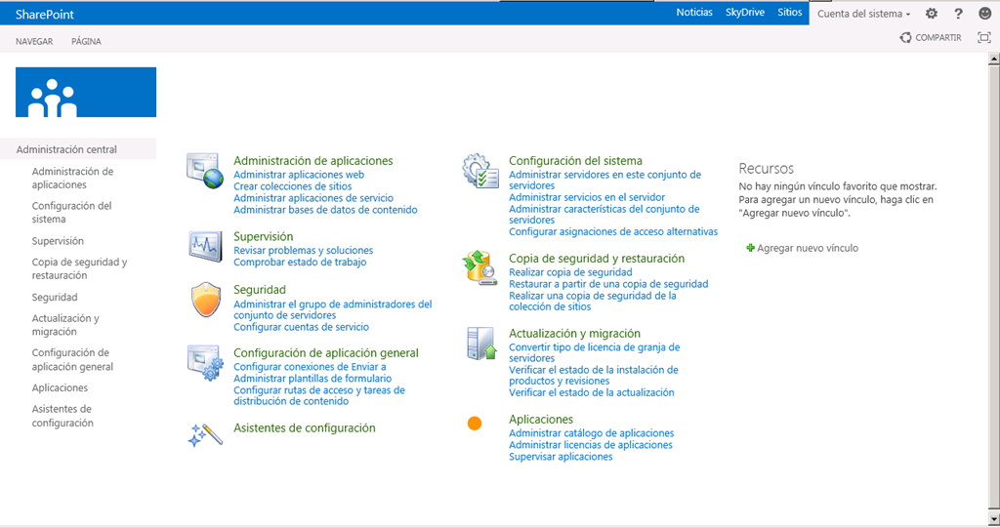 SharePoint
Noticias SkyDrive Sitios Cuenta del sistema ?
NAVEGAR PÁGINA
COMPARTIR
Administración central
Administración de
aplicaciones
Configuración del
sistema
Supervisión
Copia de seguridad y
restauración
Seguridad
Actualización y
migración
Configuración de
aplicación general
Aplicaciones
Asistentes de
configuración
Administración de aplicaciones
Administrar aplicaciones web
Crear colecciones de sitios
Administrar aplicaciones de servicio
Administrar bases de datos de contenido
Supervisión
Revisar problemas y soluciones
Comprobar estado de trabajo
Seguridad
Administrar el grupo de administradores del
conjunto de servidores
Configurar cuentas de servicio
Configuración de aplicación general
Configurar conexiones de Enviar a
Administrar plantillas de formulario
Configurar rutas de acceso y tareas de
distribución de contenido
Asistentes de configuración
Configuración del sistema
Administrar servidores en este conjunto de
servidores
Administrar servicios en el servidor
Administrar características del conjunto de
servidores
Configurar asignaciones de acceso alternativas
Copia de seguridad y restauración
Realizar copia de seguridad
Restaurar a partir de una copia de seguridad
Realizar una copia de seguridad de la
colección de sitios
Actualización y migración
Convertir tipo de licencia de granja de
servidores
Verificar el estado de la instalación de
productos y revisiones
Verificar el estado de la actualización
Aplicaciones
Administrar catálogo de aplicaciones
Administrar licencias de aplicaciones
Supervisar aplicaciones
Recursos
No hay ningún vínculo favorito que mostrar.
Para agregar un nuevo vínculo, haga clic en
"Agregar nuevo vínculo".
Agregar nuevo vínculo